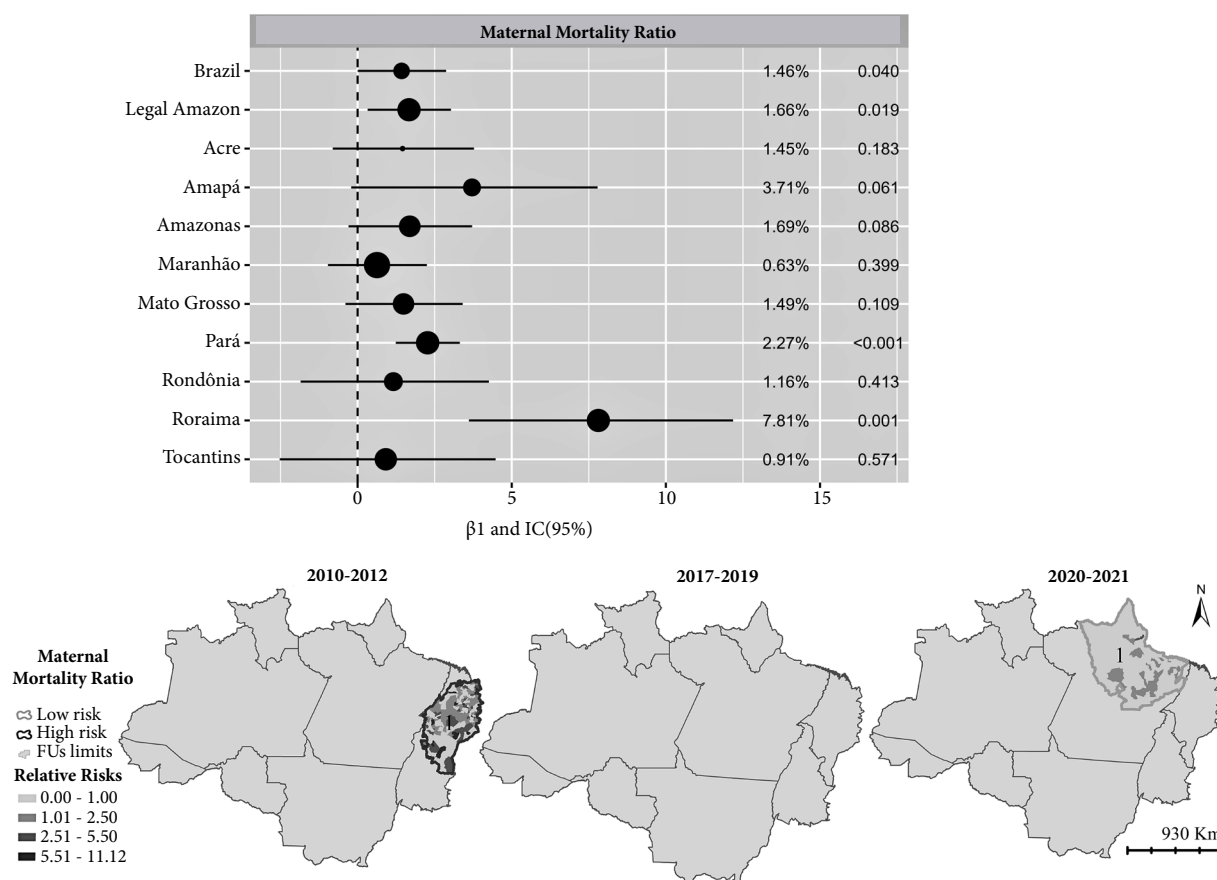 Maternal Mortality Ratio
Brazil 1.46% 0.040
Legal Amazon 1.66% 0.019
Acre 1.45% 0.183
Amapá 3.71% 0.061
Amazonas 1.69% 0.086
Maranhão 0.63% 0.399
Mato Grosso 1.49% 0.109
Pará 2.27% <0.001
Rondônia 1.16% 0.413
Roraima 7.81% 0.001
Tocantins 0.91% 0.571
0 5 10 15
β1 and IC(95%)
2010-2012 2017-2019 2020-2021
N
Maternal
Mortality Ratio
Low risk
High risk
FUs limits
Relative Risks
0.00 - 1.00
1.01 - 2.50
2.51 - 5.50
5.51 - 11.12
1
1
930 Km